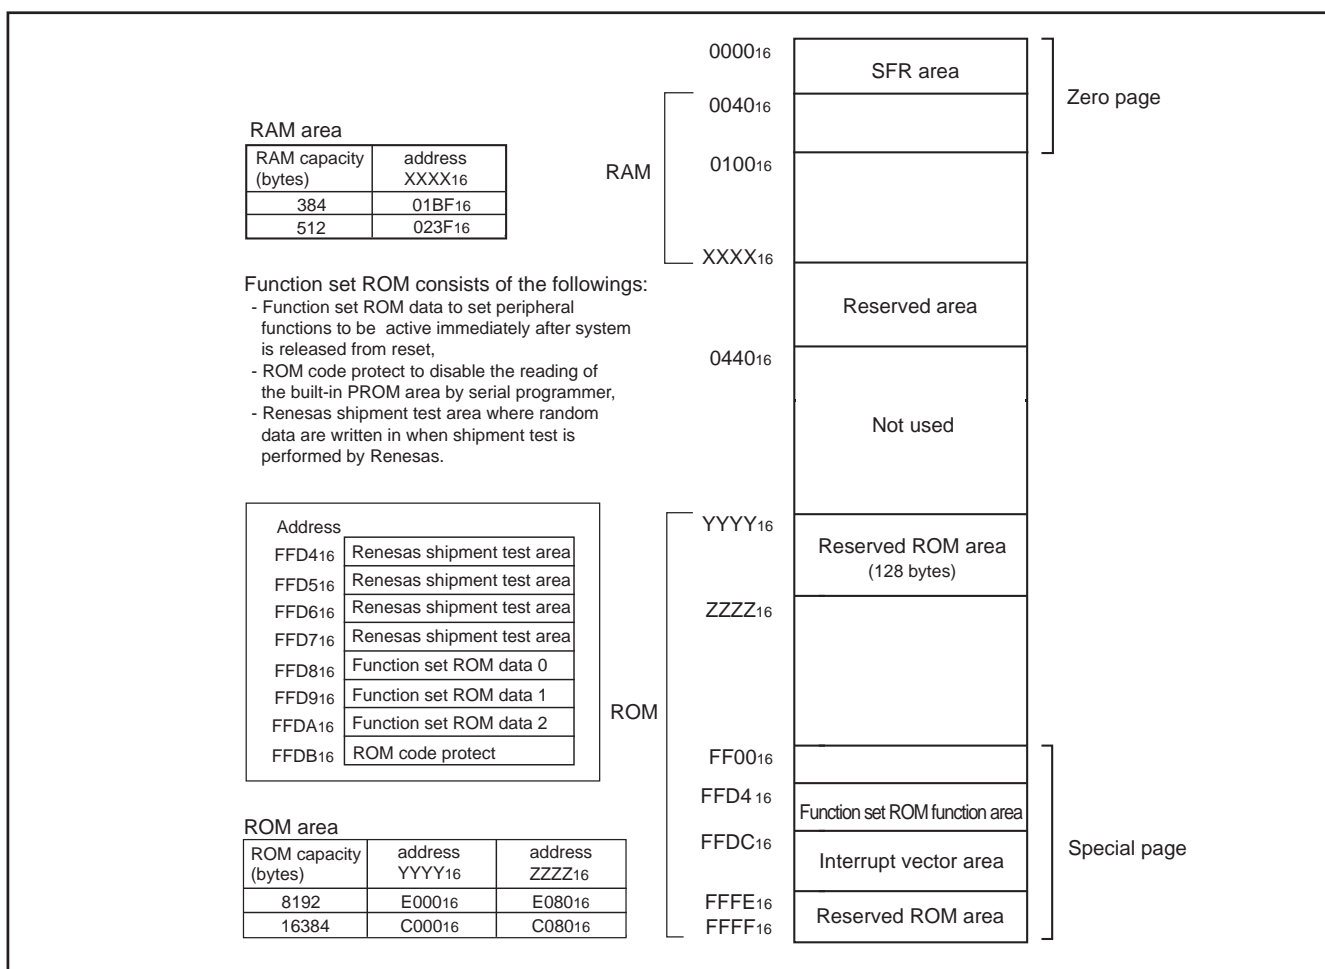 RAM area
RAM capacity (bytes) address XXXX16
384 01BF16
512 023F16
Function set ROM consists of the followings:
- Function set ROM data to set peripheral
functions to be active immediately after system
is released from reset,
- ROM code protect to disable the reading of
the built-in PROM area by serial programmer,
- Renesas shipment test area where random
data are written in when shipment test is
performed by Renesas.
Address
FFD416 Renesas shipment test area
FFD516 Renesas shipment test area
FFD616 Renesas shipment test area
FFD716 Renesas shipment test area
FFD816 Function set ROM data 0
FFD916 Function set ROM data 1
FFDA16 Function set ROM data 2
FFDB16 ROM code protect
ROM area
ROM capacity (bytes) address YYYY16 address ZZZZ16
8192 E00016 E08016
16384 C00016 C08016
RAM
ROM
000016
SFR area
004016
010016
XXXX16
Reserved area
044016
Not used
YYYY16
Reserved ROM area
(128 bytes)
ZZZZ16
FF0016
FFD416
Function set ROM function area
FFDC16
Interrupt vector area
FFFE16
Reserved ROM area
FFFF16
Zero page
Special page